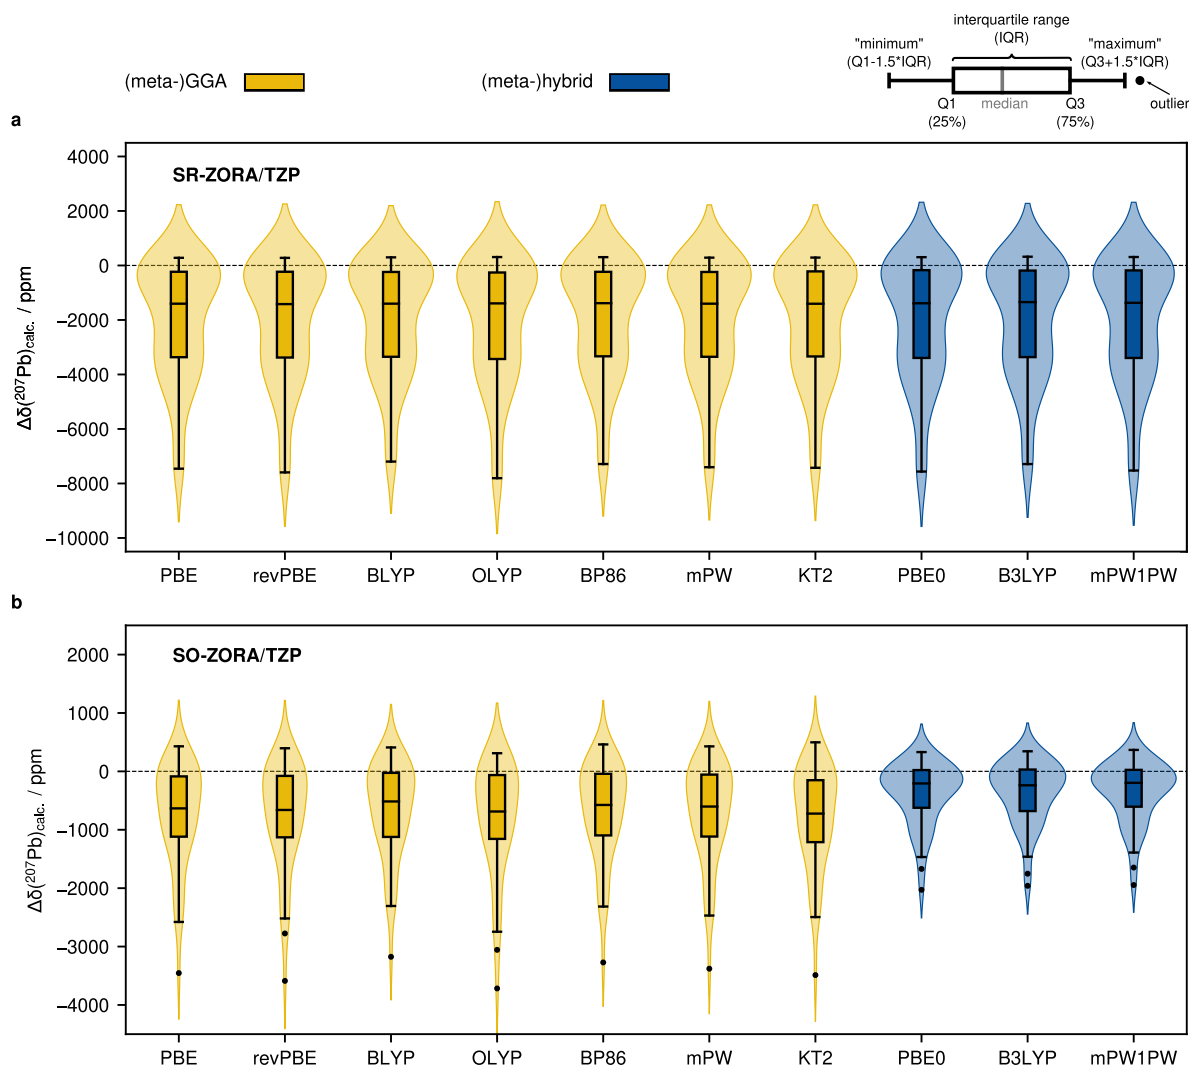 interquartile range
(IQR)
"minimum"
(Q1-1.5*IQR)
"maximum"
(Q3+1.5*IQR)
(meta-)GGA
(meta-)hybrid
Q1
(25%)
median
Q3
(75%)
outlier
a
SR-ZORA/TZP
4000
2000
0
−2000
−4000
−6000
−8000
−10000
Δδ(²⁰⁷Pb)calc. / ppm
PBE revPBE BLYP OLYP BP86 mPW KT2 PBE0 B3LYP mPW1PW
b
SO-ZORA/TZP
2000
1000
0
−1000
−2000
−3000
−4000
Δδ(²⁰⁷Pb)calc. / ppm
PBE revPBE BLYP OLYP BP86 mPW KT2 PBE0 B3LYP mPW1PW